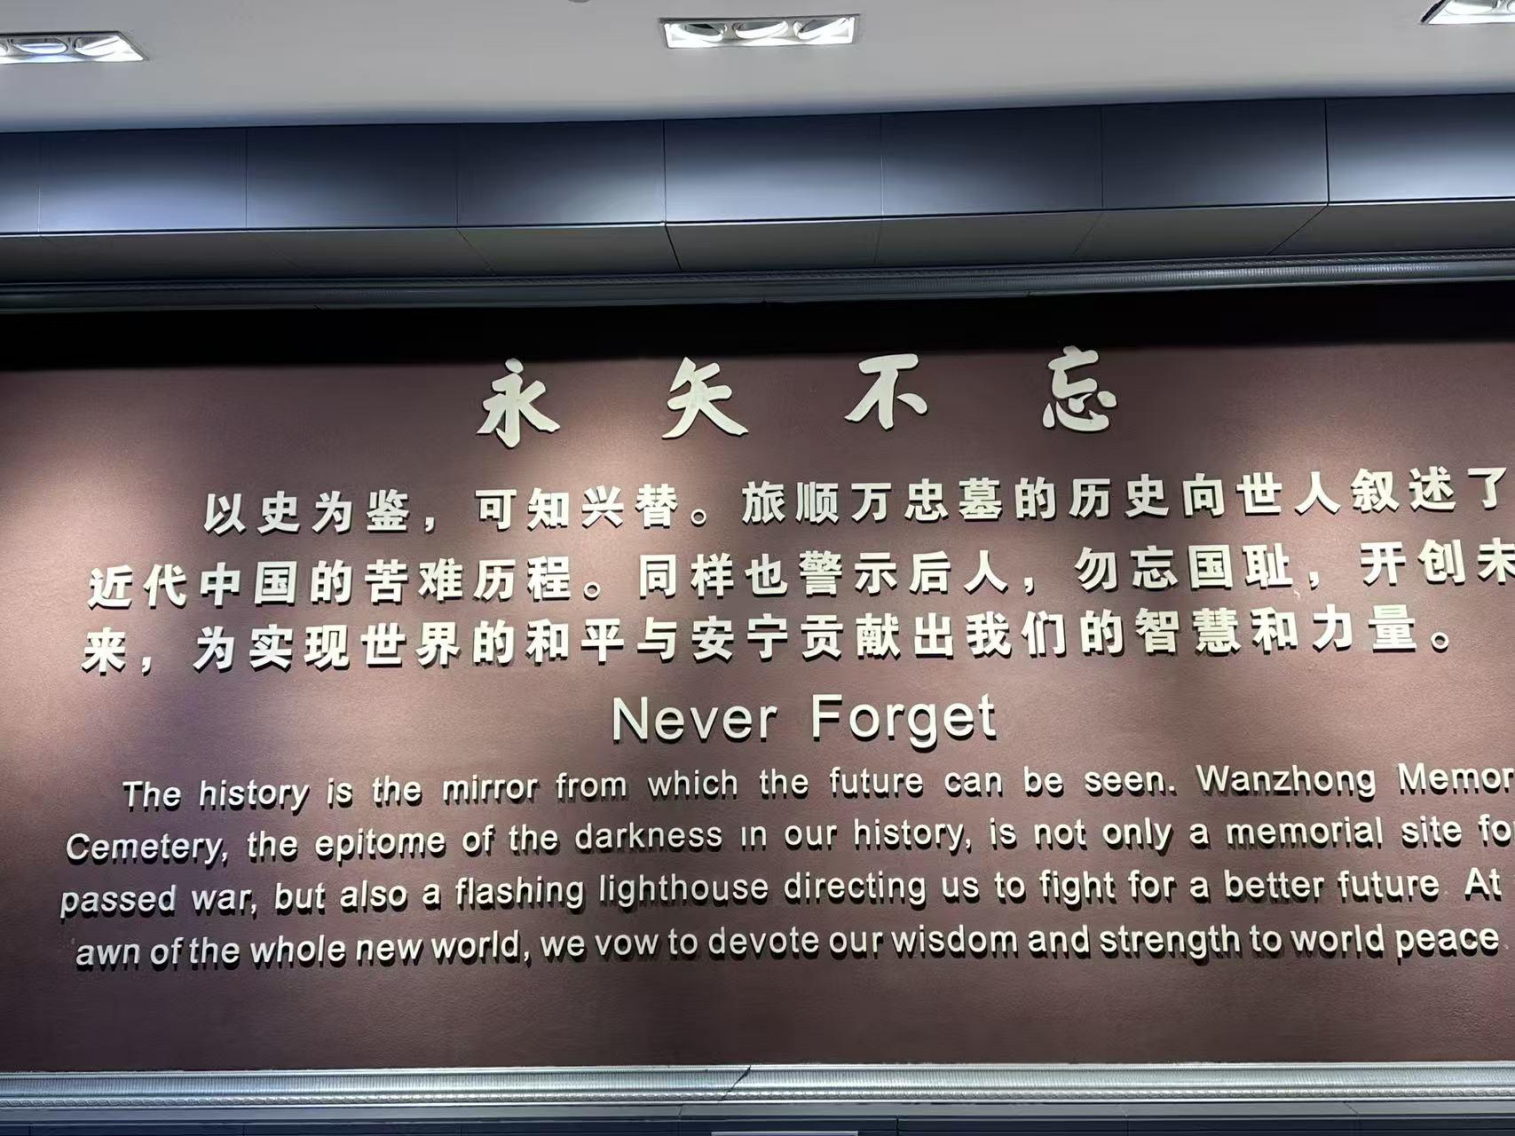 永矢不忘
以史为鉴，可知兴替。旅顺万忠墓的历史向世人叙述了
近代中国的苦难历程。同样也警示后人，勿忘国耻，开创未
来，为实现世界的和平与安宁贡献出我们的智慧和力量。
Never Forget
The history is the mirror from which the future can be seen. Wanzhong Memor
Cemetery, the epitome of the darkness in our history, is not only a memorial site for
passed war, but also a flashing lighthouse directing us to fight for a better future. At
awn of the whole new world, we vow to devote our wisdom and strength to world peace.